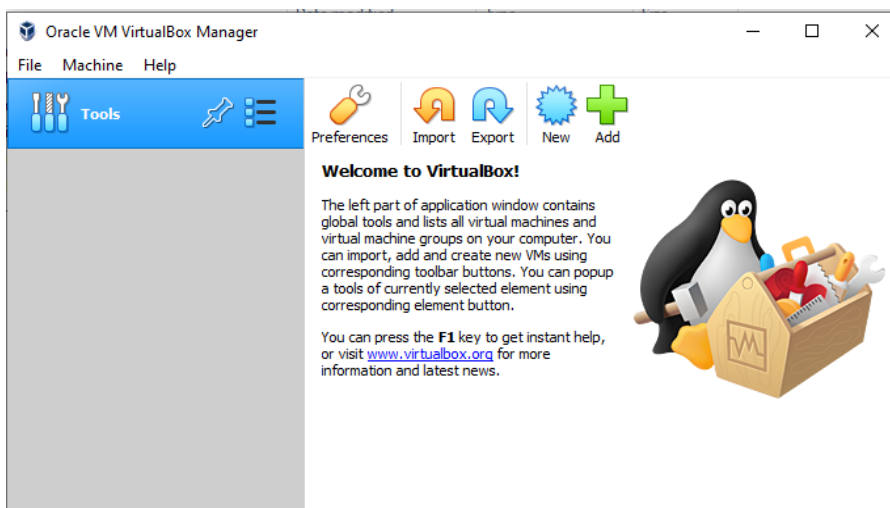 Oracle VM VirtualBox Manager
File Machine Help
Tools
Preferences Import Export New Add
Welcome to VirtualBox!
The left part of application window contains
global tools and lists all virtual machines and
virtual machine groups on your computer. You
can import, add and create new VMs using
corresponding toolbar buttons. You can popup
a tools of currently selected element using
corresponding element button.
You can press the F1 key to get instant help,
or visit www.virtualbox.org for more
information and latest news.